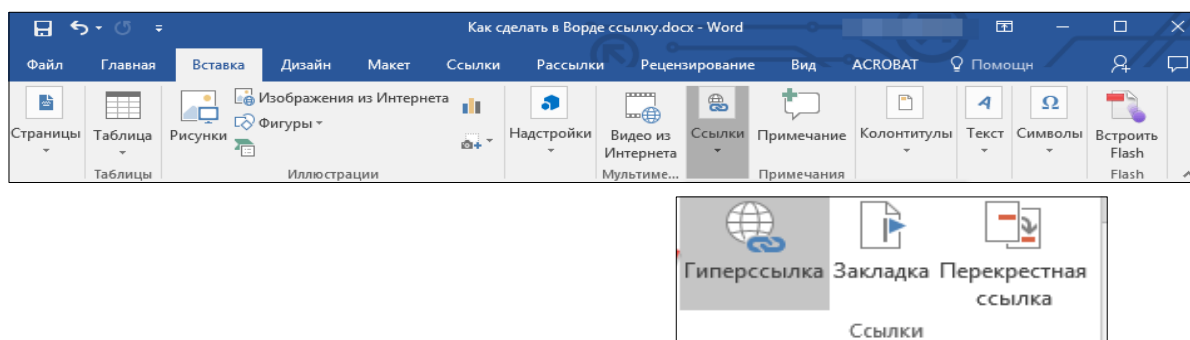 Как сделать в Ворде ссылку.docx - Word
Файл Главная Вставка Дизайн Макет Ссылки Рассылки Рецензирование Вид ACROBAT Помощн
Страницы
Таблица
Таблицы
Рисунки
Изображения из Интернета
Фигуры
Иллюстрации
Надстройки
Видео из
Интернета
Мультиме...
Ссылки
Примечание
Примечания
Колонтитулы
Текст
Символы
Встроить
Flash
Flash
Гиперссылка Закладка Перекрестная
ссылка
Ссылки